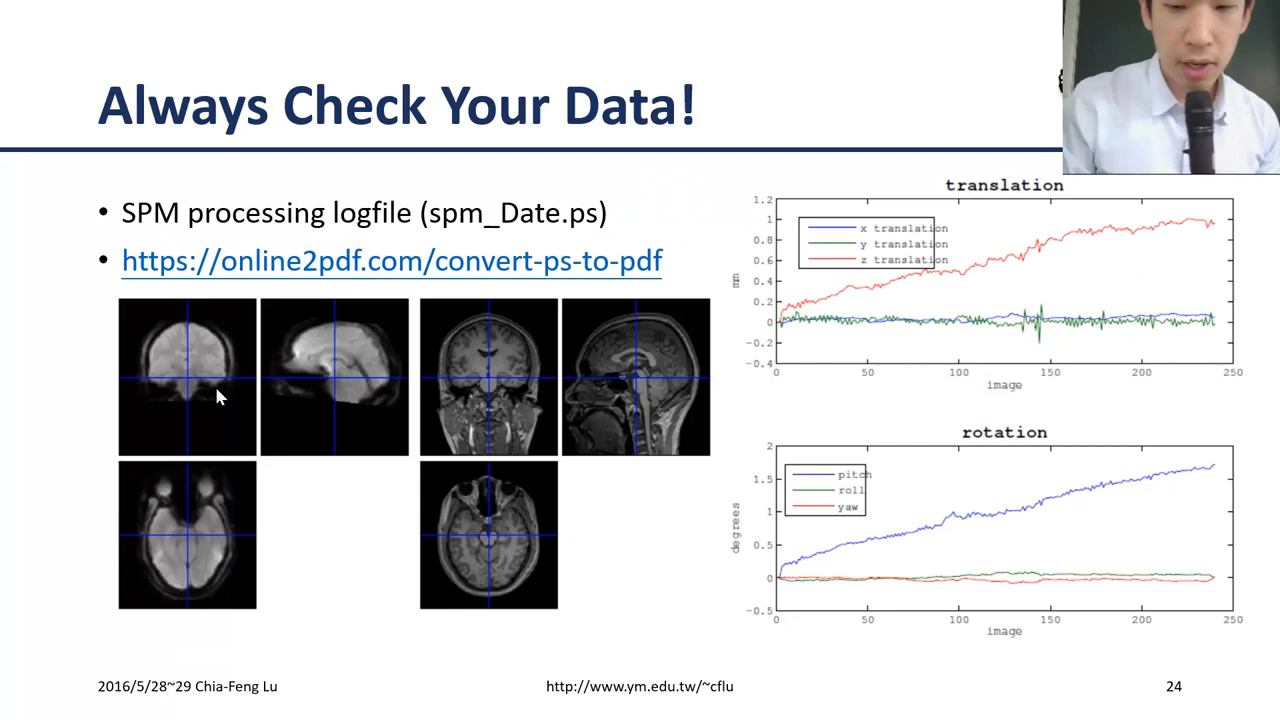 Always Check Your Data!
• SPM processing logfile (spm_Date.ps)
• https://online2pdf.com/convert-ps-to-pdf
translation
1.2
1
0.8
0.6
0.4
0.2
0
-0.2
-0.4
mm
x translation
y translation
z translation
0 50 100 150 200 250
image
rotation
2
1.5
1
0.5
0
-0.5
degrees
pitch
roll
yaw
0 50 100 150 200 250
image
2016/5/28~29 Chia-Feng Lu
http://www.ym.edu.tw/~cflu
24